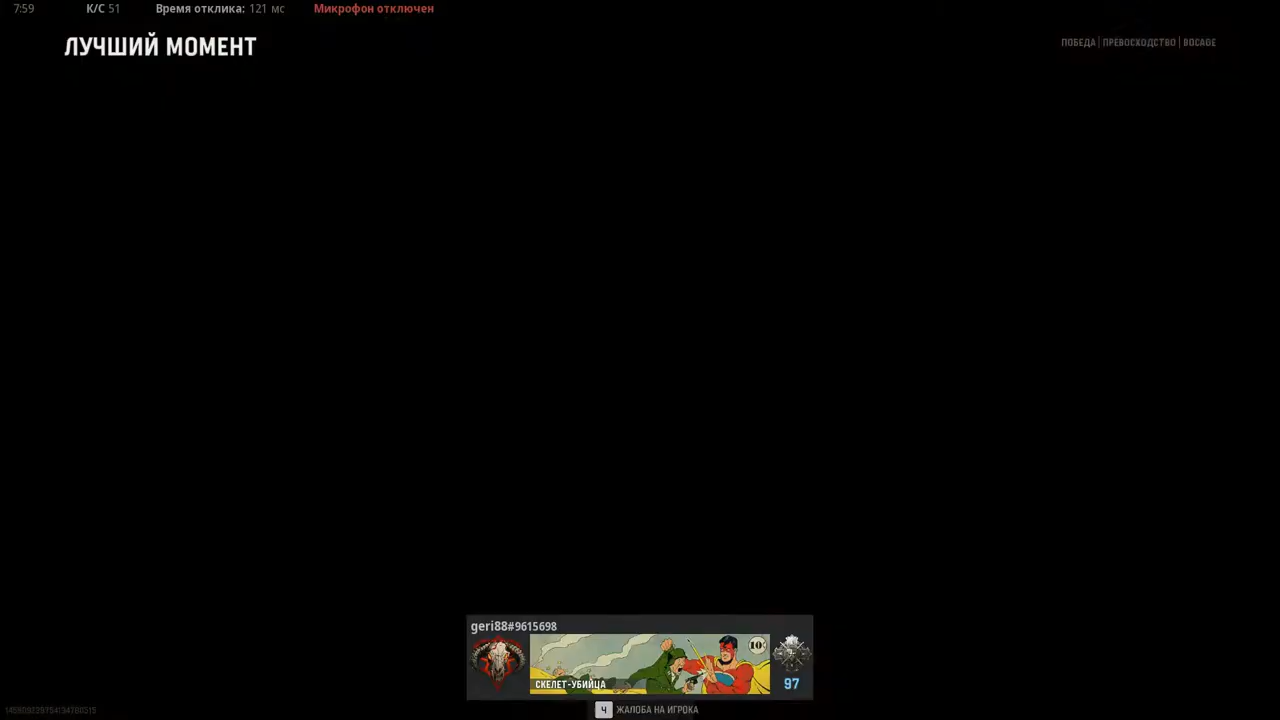 7:59 К/С 51 Время отклика: 121 мс Микрофон отключен
ЛУЧШИЙ МОМЕНТ
ПОБЕДА | ПРЕВОСХОДСТВО | BOCAGE
geri88#9615698
10¢
СКЕЛЕТ-УБИЙЦА
97
Ч ЖАЛОБА НА ИГРОКА